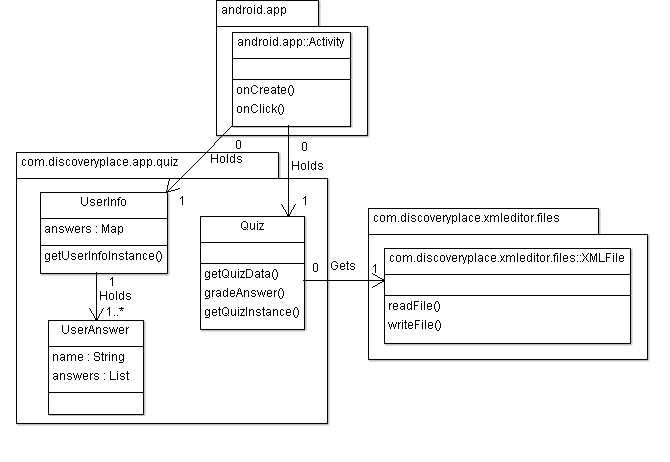 android.app
android.app::Activity
onCreate()
onClick()
0
Holds
1
0
Holds
1
com.discoveryplace.app.quiz
UserInfo
answers : Map
getUserInfoInstance()
1
Holds
1..*
UserAnswer
name : String
answers : List
Quiz
getQuizData()
gradeAnswer()
getQuizInstance()
0
Gets
1
com.discoveryplace.xmleditor.files
com.discoveryplace.xmleditor.files::XMLFile
readFile()
writeFile()